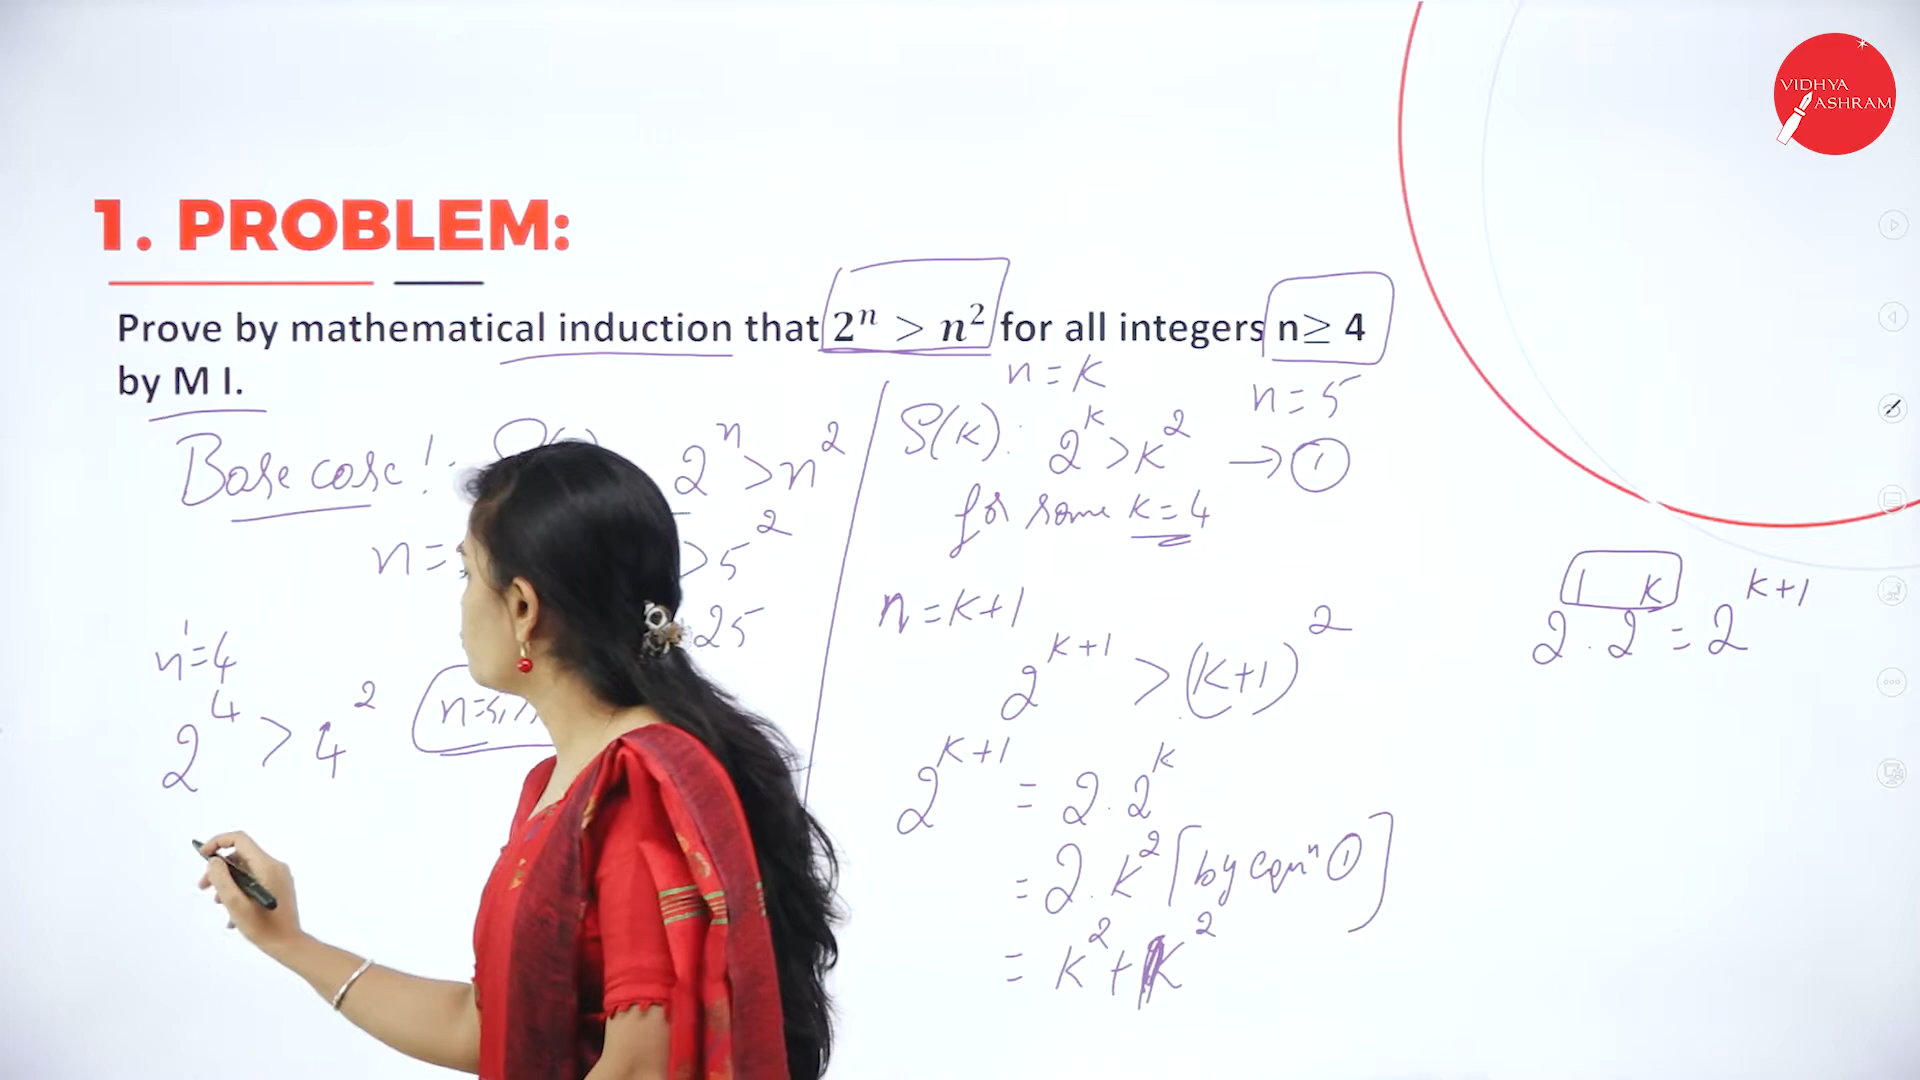 VIDHYA
ASHRAM
1. PROBLEM:
Prove by mathematical induction that 2ⁿ > n² for all integers n ≥ 4
by M I.
Base case!
2ⁿ > n²
n =
> 5²
25
n = 4
2⁴ > 4²
n = k
n = 5
S(k): 2ᵏ > k² → ①
for some k = 4
n = k+1
2ᵏ⁺¹ > (k+1)²
2ᵏ⁺¹ = 2 . 2ᵏ
= 2 . k² [by eqnⁿ ①]
= k² + k²
2¹ . 2ᵏ = 2ᵏ⁺¹